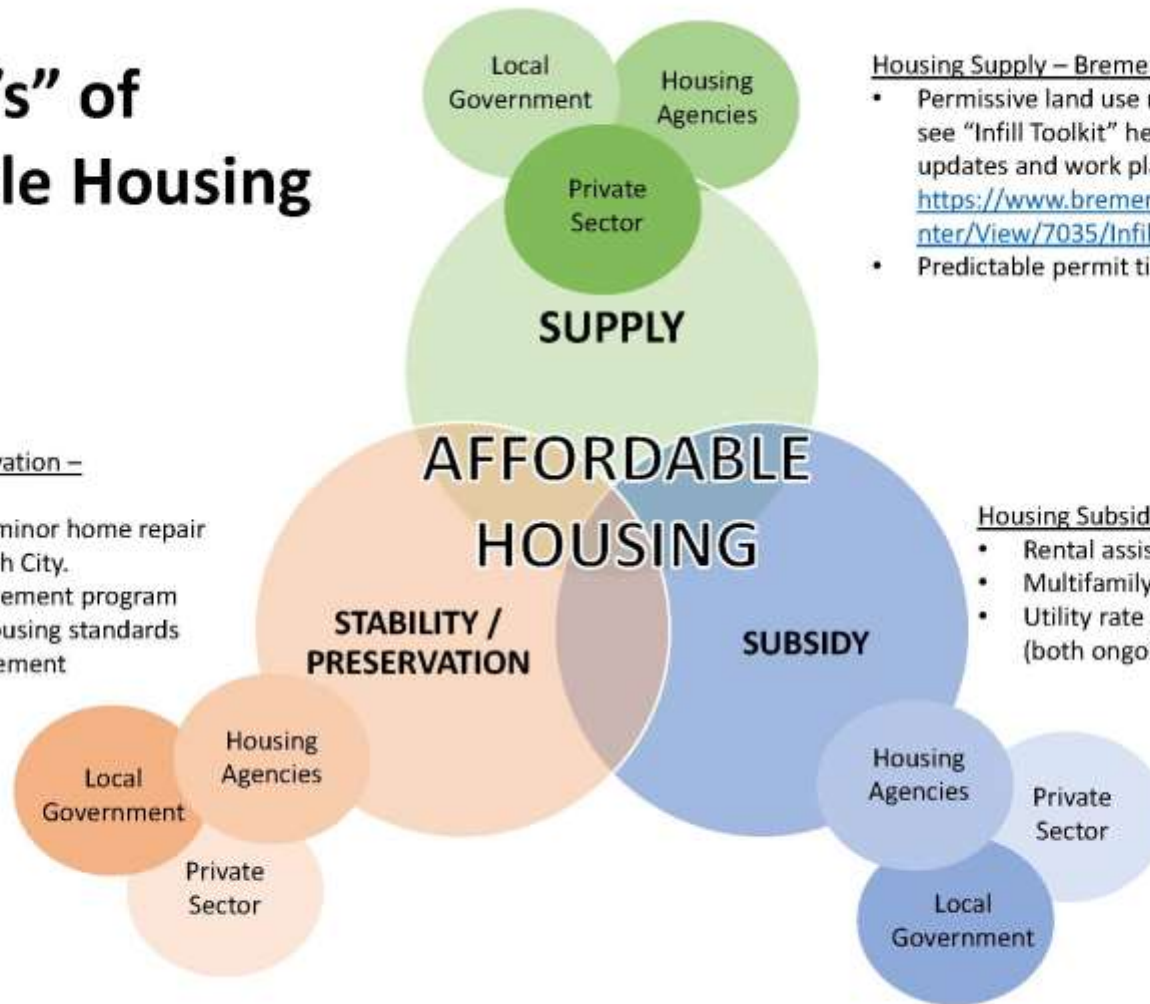 ’s” of
le Housing
Local
Government
Housing
Agencies
Private
Sector
SUPPLY
Housing Supply – Breme
• Permissive land use
see “Infill Toolkit” he
updates and work pla
https://www.bremer
nter/View/7035/Infil
• Predictable permit ti
AFFORDABLE
HOUSING
vation –
minor home repair
h City.
ement program
ousing standards
ement
STABILITY /
PRESERVATION
Housing Agencies
Local
Government
Private
Sector
SUBSIDY
Housing Subsid
• Rental assis
• Multifamily
• Utility rate
(both ongo
Housing
Agencies
Private
Sector
Local
Government